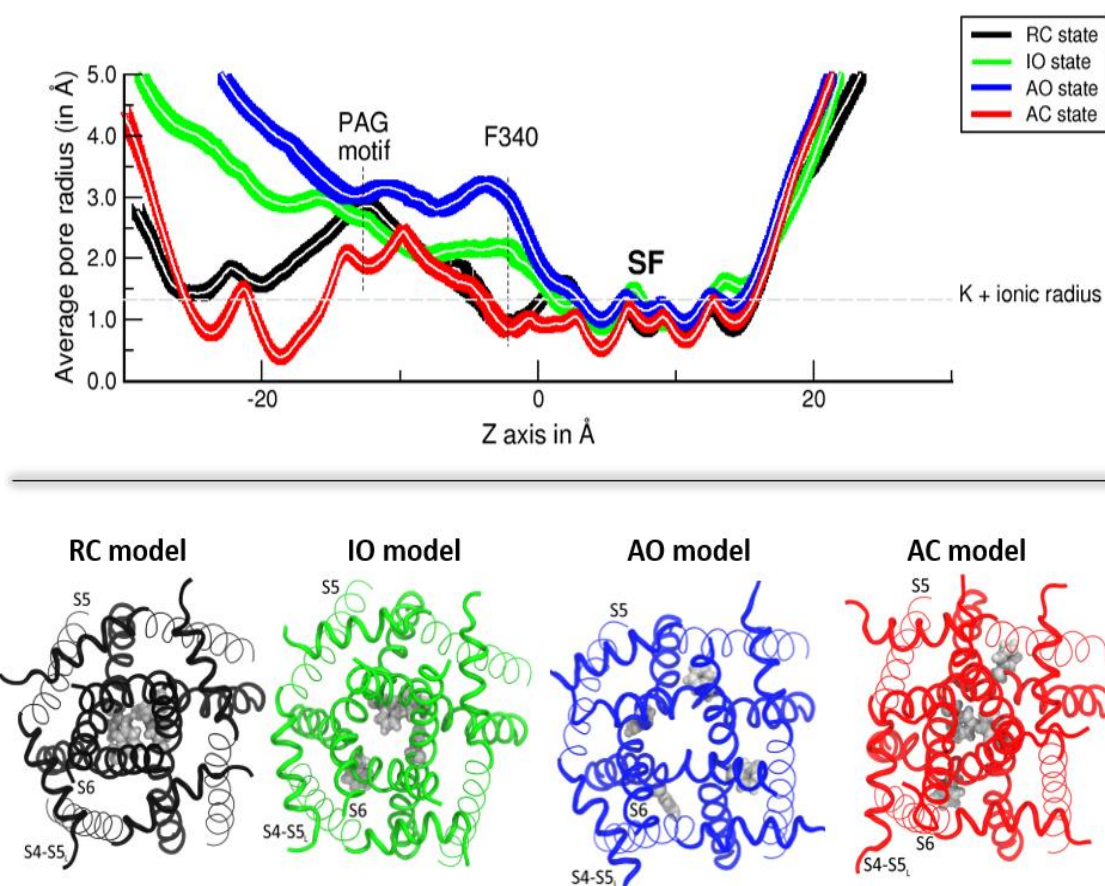 RC state
IO state
AO state
AC state
Average pore radius (in Å)
5.0
4.0
3.0
2.0
1.0
0.0
PAG
motif
F340
SF
K + ionic radius
-20
0
20
Z axis in Å
RC model
IO model
AO model
AC model
S5
S6
S4-S5L
S5
S6
S4-S5L
S5
S6
S4-S5L
S5
S6
S4-S5L